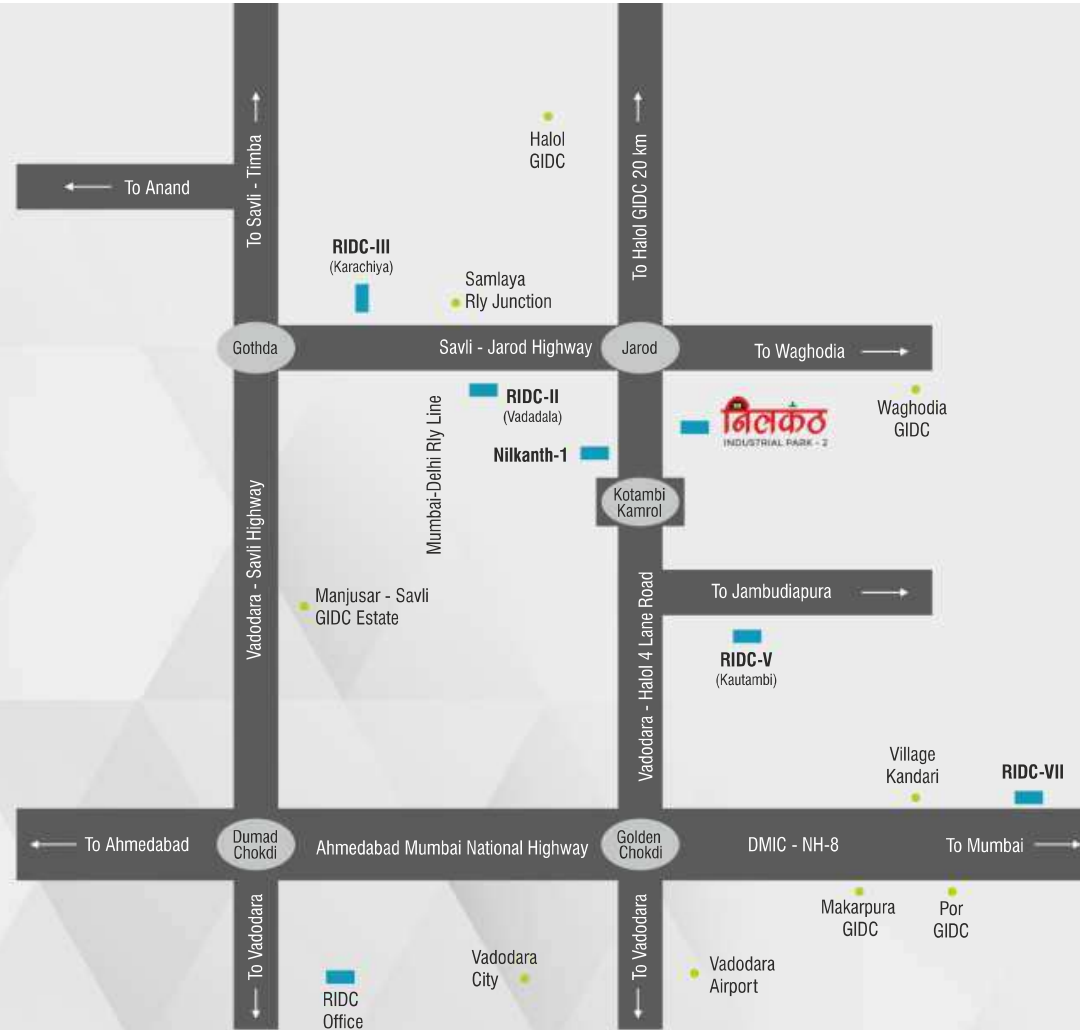 Halol
GIDC
To Savli - Timba
To Halol GIDC 20 km
To Anand
RIDC-III
(Karachiya)
Samlaya
Rly Junction
Gothda
Savli - Jarod Highway
Jarod
To Waghodia
RIDC-II
(Vadadala)
Mumbai-Delhi Rly Line
Nilkanth-1
निलकंठ
INDUSTRIAL PARK - 2
Waghodia
GIDC
Kotambi
Kamrol
Vadodara - Savli Highway
Manjusar - Savli
GIDC Estate
Vadodara - Halol 4 Lane Road
To Jambudiapura
RIDC-V
(Kautambi)
Village
Kandari
RIDC-VII
To Ahmedabad
Dumad
Chokdi
Ahmedabad Mumbai National Highway
Golden
Chokdi
DMIC - NH-8
To Mumbai
Makarpura
GIDC
Por
GIDC
To Vadodara
RIDC
Office
Vadodara
City
To Vadodara
Vadodara
Airport